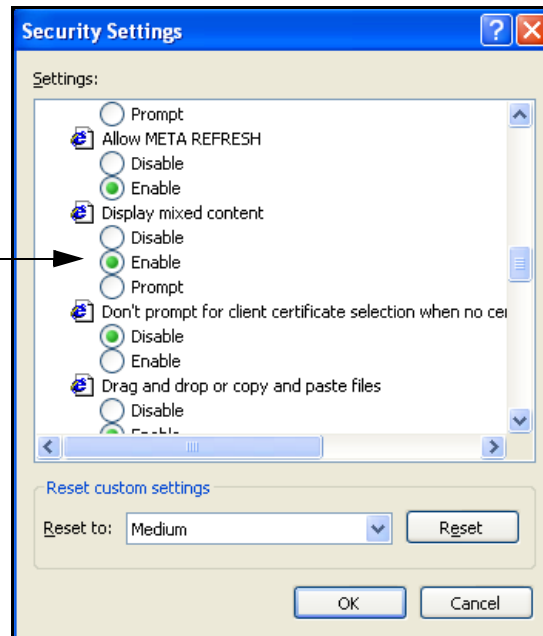 Security Settings
Settings:
Prompt
Allow META REFRESH
Disable
Enable
Display mixed content
Disable
Enable
Prompt
Don't prompt for client certificate selection when no cer
Disable
Enable
Drag and drop or copy and paste files
Disable
Enable
Reset custom settings
Reset to: Medium Reset
OK Cancel